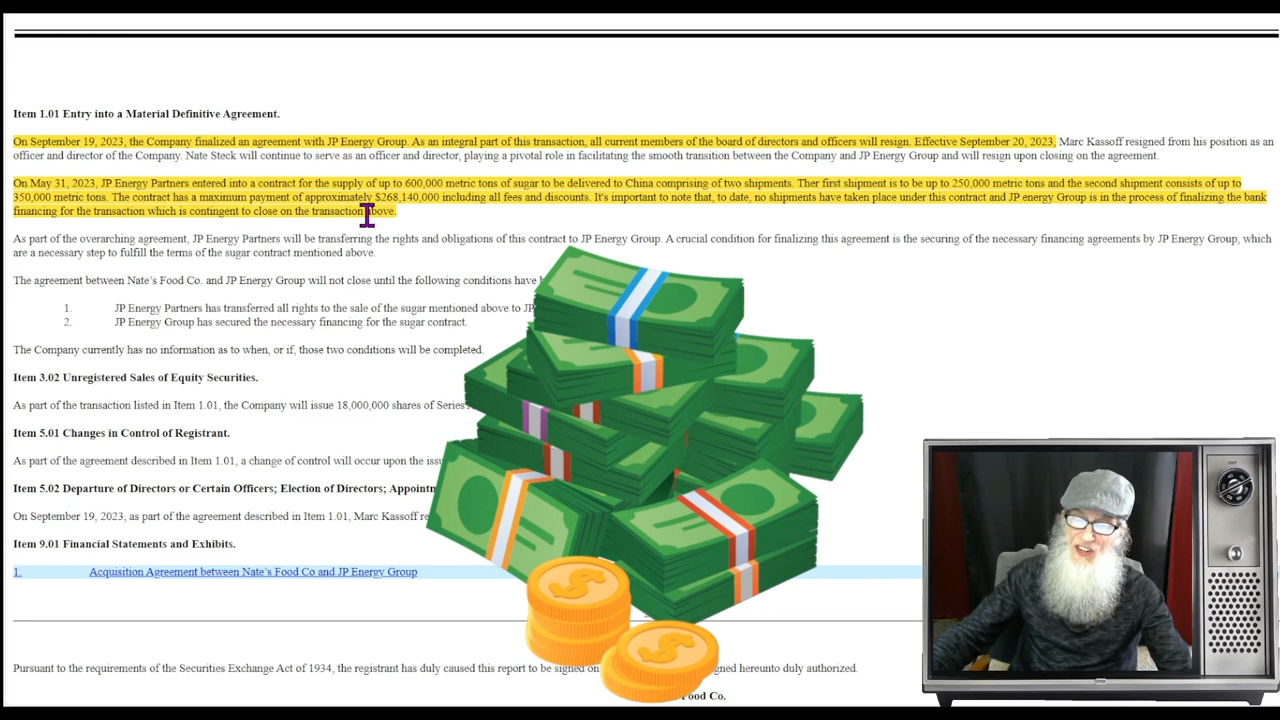 Item 1.01 Entry into a Material Definitive Agreement.
On September 19, 2023, the Company finalized an agreement with JP Energy Group. As an integral part of this transaction, all current members of the board of directors and officers will resign. Effective September 20, 2023, Marc Kassoff resigned from his position as an
officer and director of the Company. Nate Steck will continue to serve as an officer and director, playing a pivotal role in facilitating the smooth transition between the Company and JP Energy Group and will resign upon closing on the agreement.
On May 31, 2023, JP Energy Partners entered into a contract for the supply of up to 600,000 metric tons of sugar to be delivered to China comprising of two shipments. Ther first shipment is to be up to 250,000 metric tons and the second shipment consists of up to
350,000 metric tons. The contract has a maximum payment of approximately $268,140,000 including all fees and discounts. It's important to note that, to date, no shipments have taken place under this contract and JP energy Group is in the process of finalizing the bank
financing for the transaction which is contingent to close on the transaction above.
As part of the overarching agreement, JP Energy Partners will be transferring the rights and obligations of this contract to JP Energy Group. A crucial condition for finalizing this agreement is the securing of the necessary financing agreements by JP Energy Group, which
are a necessary step to fulfill the terms of the sugar contract mentioned above.
The agreement between Nate's Food Co. and JP Energy Group will not close until the following conditions have
1. JP Energy Partners has transferred all rights to the sale of the sugar mentioned above to JP
2. JP Energy Group has secured the necessary financing for the sugar contract.
The Company currently has no information as to when, or if, those two conditions will be completed.
Item 3.02 Unregistered Sales of Equity Securities.
As part of the transaction listed in Item 1.01, the Company will issue 18,000,000 shares of Series
Item 5.01 Changes in Control of Registrant.
As part of the agreement described in Item 1.01, a change of control will occur upon the
Item 5.02 Departure of Directors or Certain Officers; Election of Directors;
On September 19, 2023, as part of the agreement described in Item 1.01, Marc Kassoff
Item 9.01 Financial Statements and Exhibits.
1. Acquisition Agreement between Nate's Food Co and JP Energy Group
Pursuant to the requirements of the Securities Exchange Act of 1934, the registrant has duly caused this report to be signed on hereunto duly authorized.
Food Co.